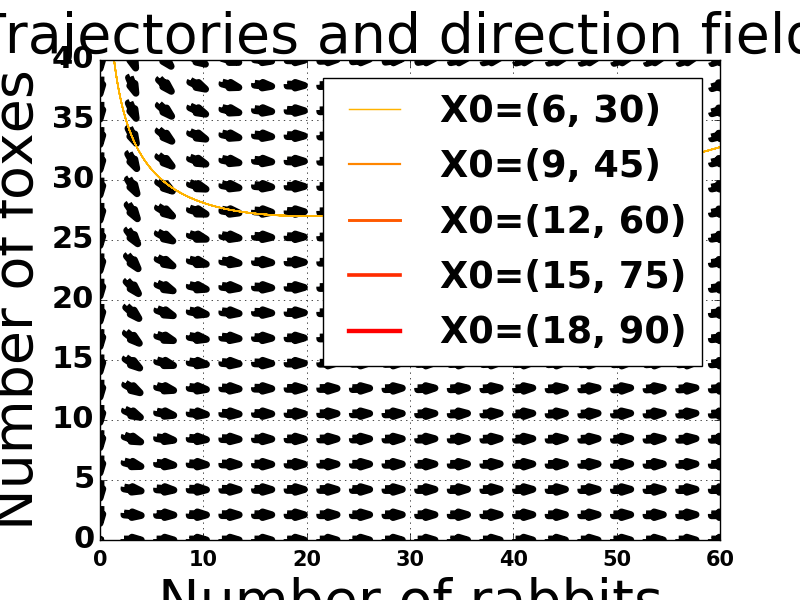 Trajectories and direction field
Number of foxes
40
35
30
25
20
15
10
5
0
X0=(6, 30)
X0=(9, 45)
X0=(12, 60)
X0=(15, 75)
X0=(18, 90)
0 10 20 30 40 50 60
Number of rabbits